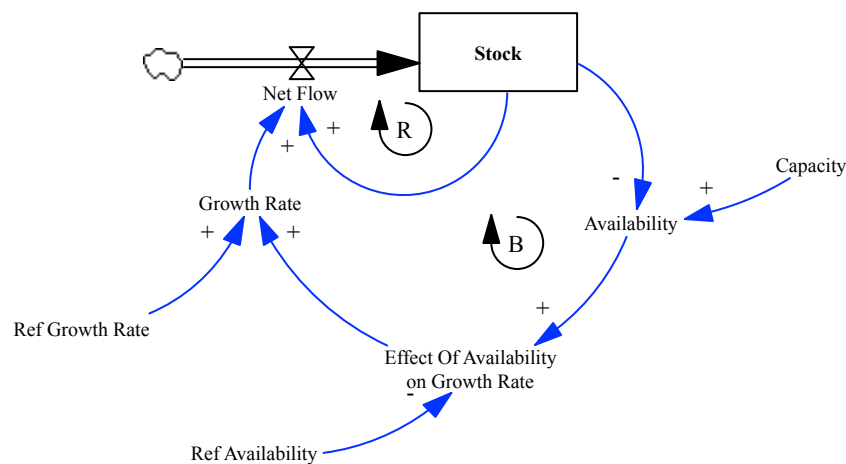 Stock
Net Flow
+
R
+
Capacity
-
+
Growth Rate
Availability
+
+
B
+
Ref Growth Rate
Effect Of Availability
on Growth Rate
-
Ref Availability